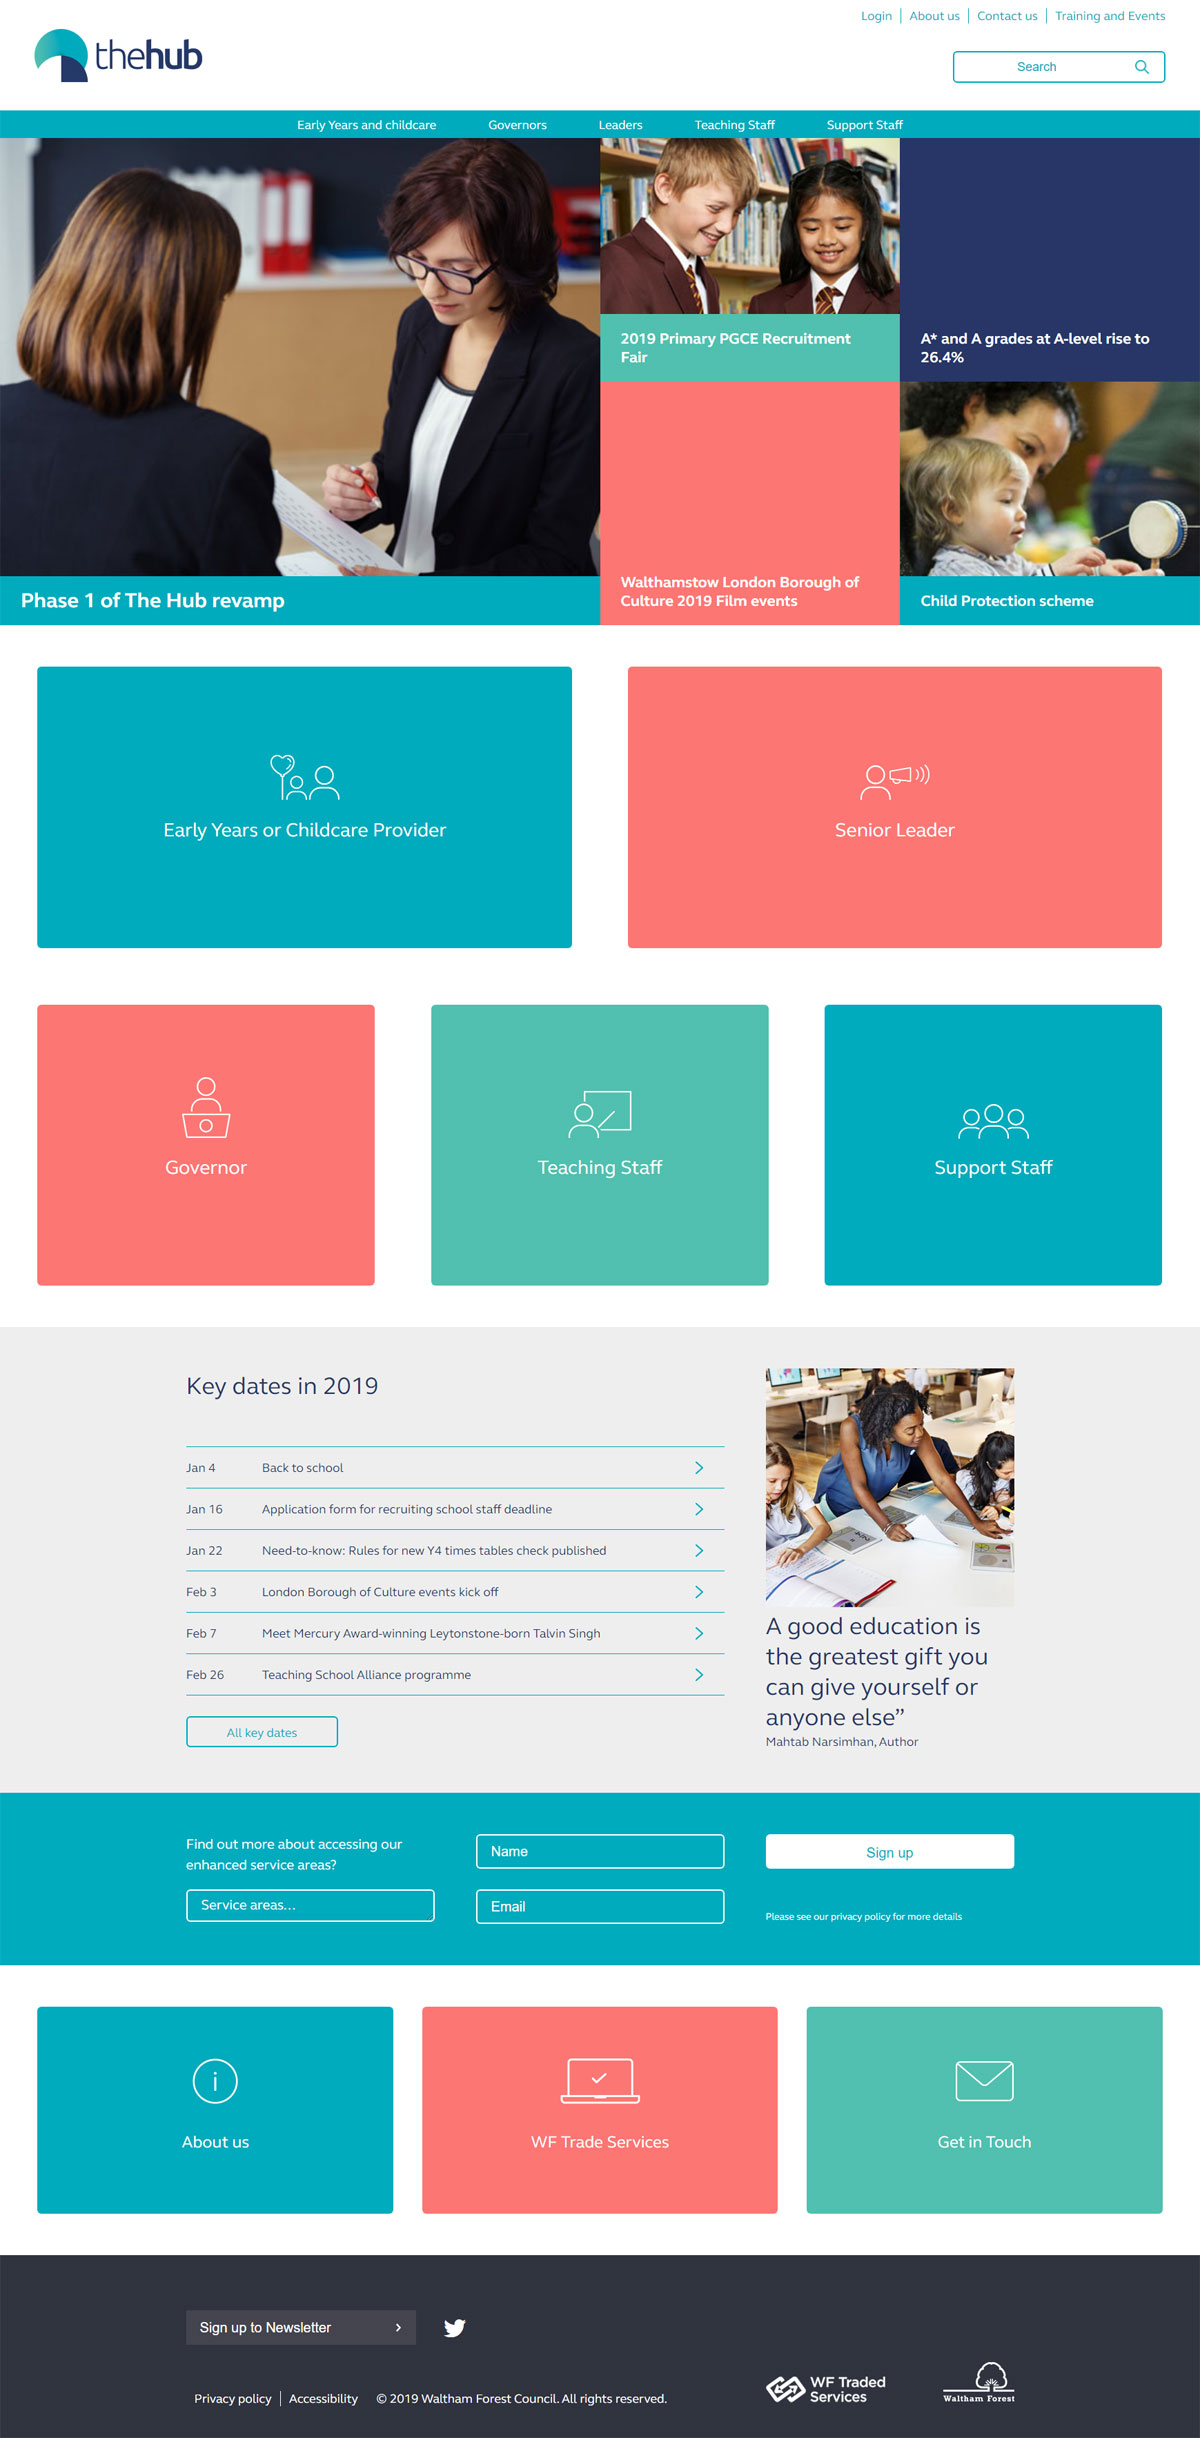 Login
About us
Contact us
Training and Events
thehub
Search
Early Years and childcare
Governors
Leaders
Teaching Staff
Support Staff
2019 Primary PGCE Recruitment
Fair
A* and A grades at A-level rise to
26.4%
Phase 1 of The Hub revamp
Walthamstow London Borough of
Culture 2019 Film events
Child Protection scheme
Early Years or Childcare Provider
Senior Leader
Governor
Teaching Staff
Support Staff
Key dates in 2019
Jan 4 Back to school
Jan 16 Application form for recruiting school staff deadline
Jan 22 Need-to-know: Rules for new Y4 times tables check published
Feb 3 London Borough of Culture events kick off
Feb 7 Meet Mercury Award-winning Leytonstone-born Talvin Singh
Feb 26 Teaching School Alliance programme
All key dates
A good education is
the greatest gift you
can give yourself or
anyone else”
Mahtab Narsimhan, Author
Find out more about accessing our
enhanced service areas?
Service areas...
Name
Email
Sign up
Please see our privacy policy for more details
About us
WF Trade Services
Get in Touch
Sign up to Newsletter
Privacy policy
Accessibility
© 2019 Waltham Forest Council. All rights reserved.
WF Traded
Services
Waltham Forest